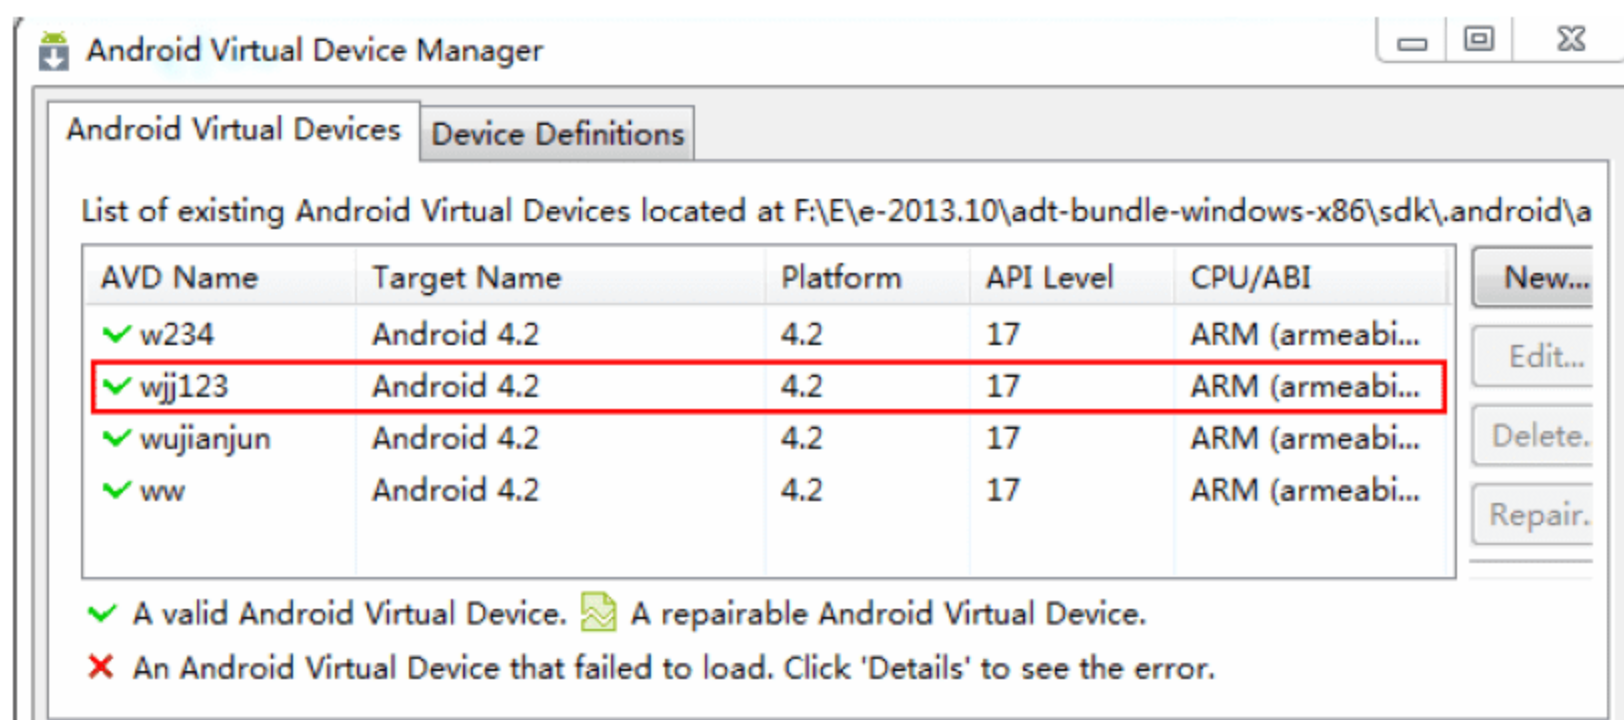 Android Virtual Device Manager
Android Virtual Devices Device Definitions
List of existing Android Virtual Devices located at F:\E\e-2013.10\adt-bundle-windows-x86\sdk\.android\a
AVD Name Target Name Platform API Level CPU/ABI New...
w234 Android 4.2 4.2 17 ARM (armeabi...
Edit...
wjj123 Android 4.2 4.2 17 ARM (armeabi...
wujianjun Android 4.2 4.2 17 ARM (armeabi... Delete.
ww Android 4.2 4.2 17 ARM (armeabi...
Repair.
A valid Android Virtual Device. A repairable Android Virtual Device.
An Android Virtual Device that failed to load. Click 'Details' to see the error.